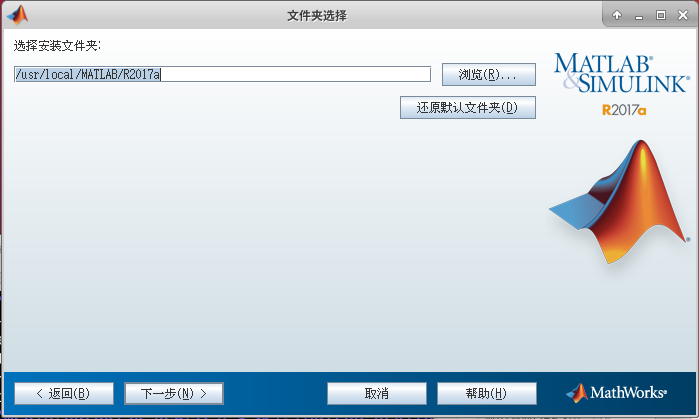 文件夹选择
选择安装文件夹:
/usr/local/MATLAB/R2017a
浏览(R)...
还原默认文件夹(D)
MATLAB
&SIMULINK®
R2017a
< 返回(B)
下一步(N) >
取消
帮助(H)
MathWorks®